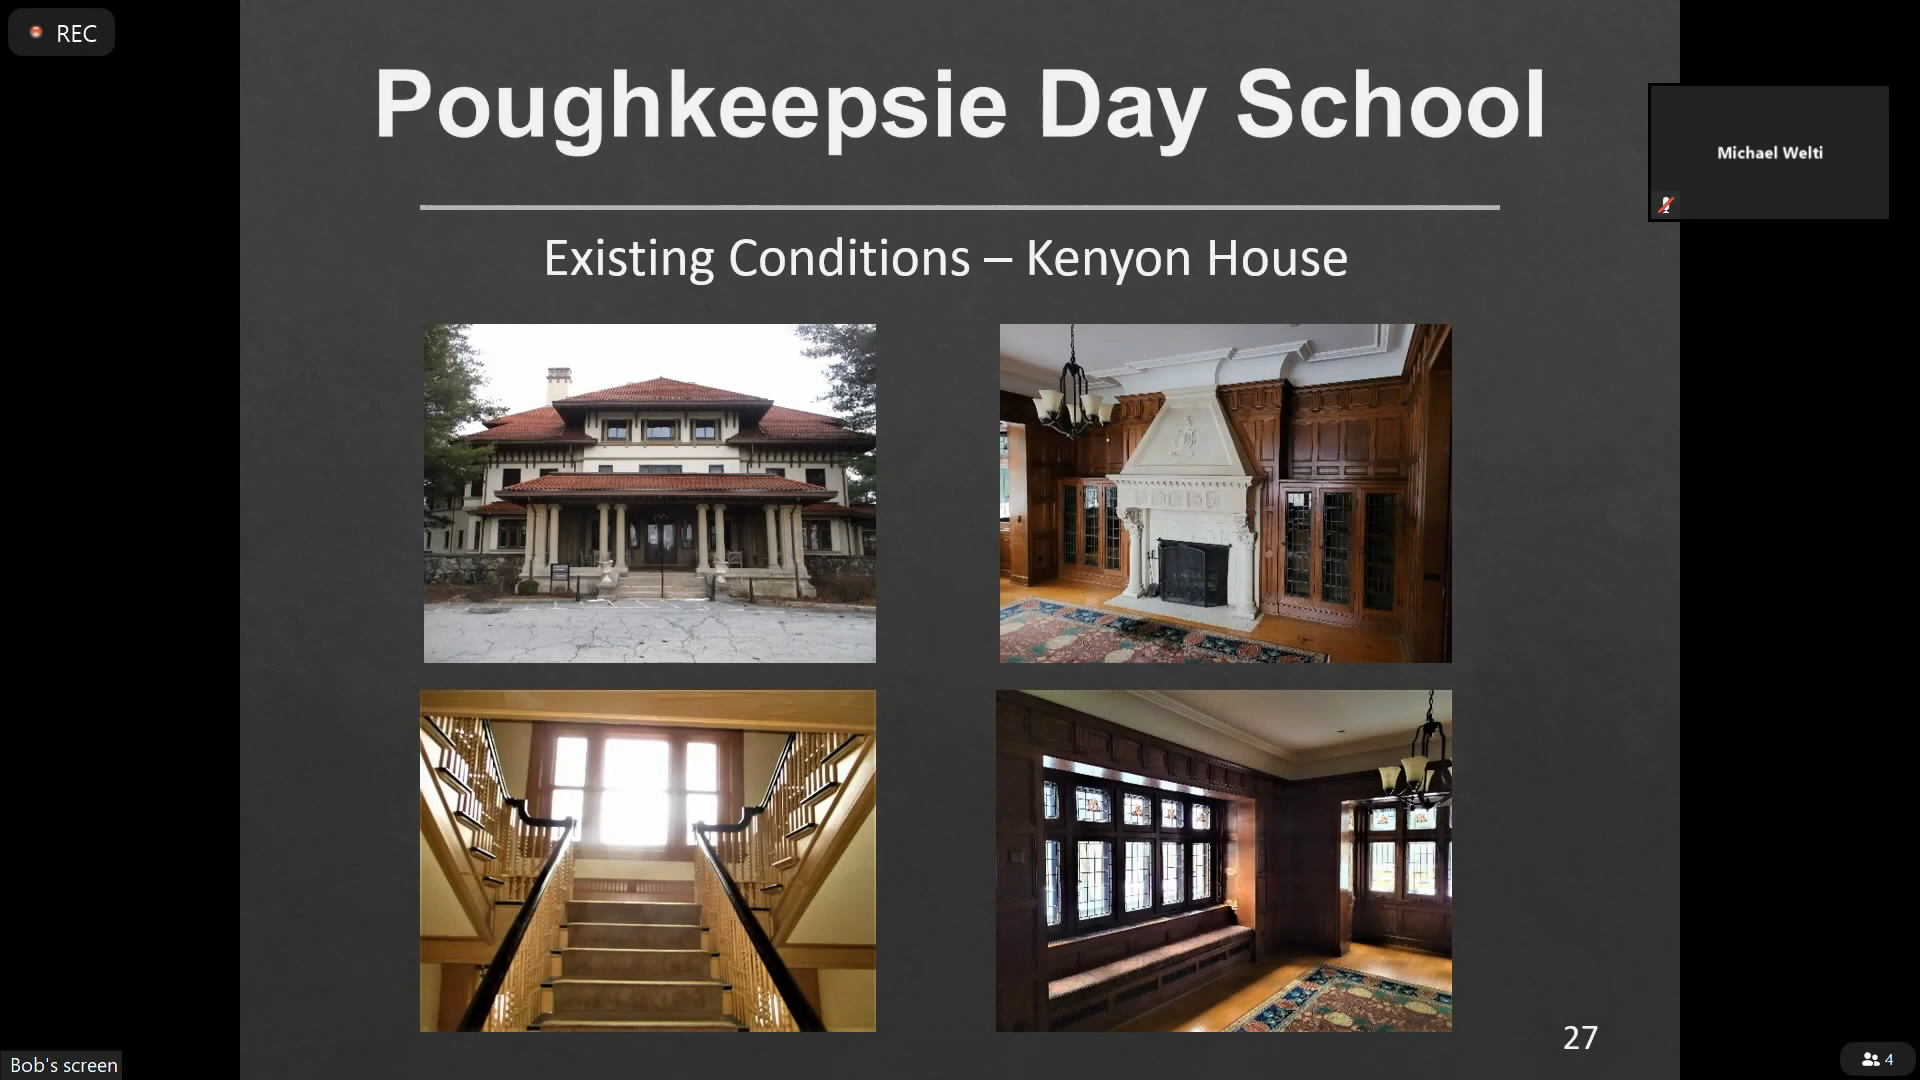 REC
Poughkeepsie Day School
Michael Welti
Existing Conditions – Kenyon House
27
Bob's screen
4